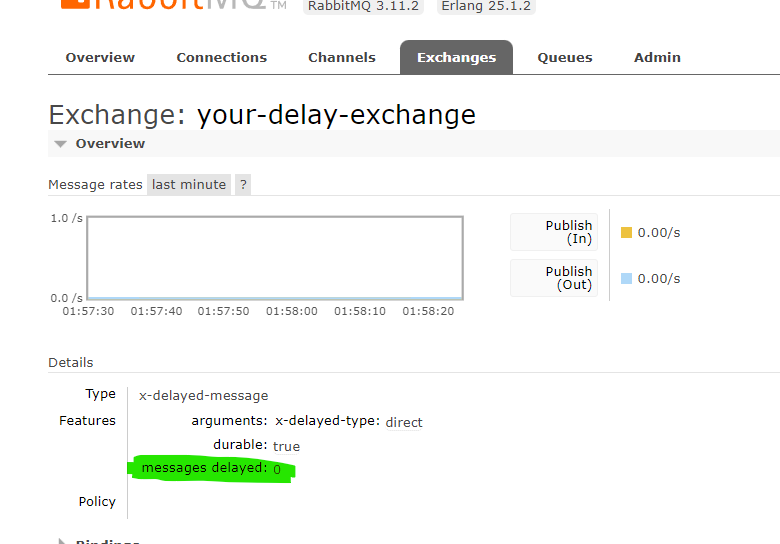 RabbitMQ TM RabbitMQ 3.11.2 Erlang 25.1.2
Overview Connections Channels Exchanges Queues Admin
Exchange: your-delay-exchange
Overview
Message rates last minute ?
1.0 /s
0.0 /s
01:57:30 01:57:40 01:57:50 01:58:00 01:58:10 01:58:20
Publish
(In)
0.00/s
Publish
(Out)
0.00/s
Details
Type x-delayed-message
Features arguments: x-delayed-type: direct
durable: true
messages delayed: 0
Policy
Bindings